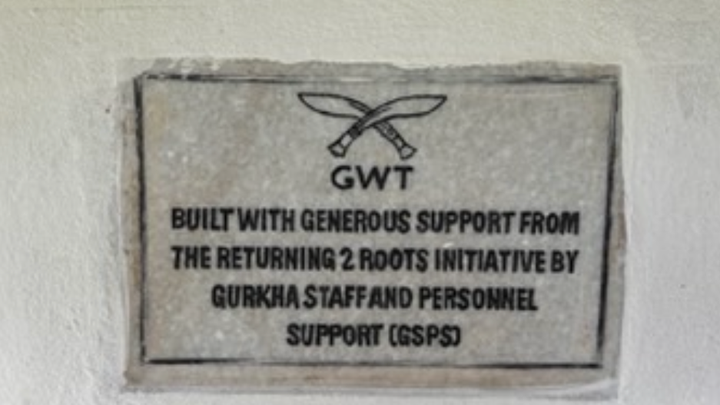 GWT
BUILT WITH GENEROUS SUPPORT FROM
THE RETURNING 2 ROOTS INITIATIVE BY
GURKHA STAFF AND PERSONNEL
SUPPORT (GSPS)